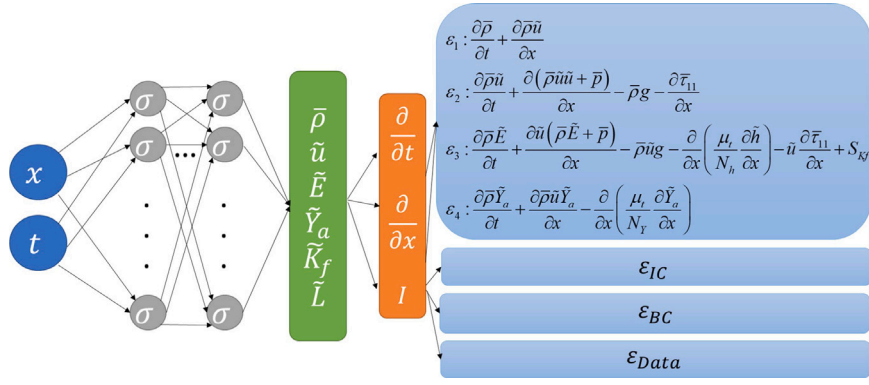 x
t
σ σ
σ ... σ
σ σ
ρ̅
ũ
Ẽ
Ỹ_a
K̃_f
L̃
∂/∂t
∂/∂x
I
ε₁: ∂ρ̅/∂t + ∂ρ̅ũ/∂x
ε₂: ∂ρ̅ũ/∂t + ∂(ρ̅ũũ + p̅)/∂x − ρ̅g − ∂τ̅₁₁/∂x
ε₃: ∂ρ̅Ẽ/∂t + ∂ũ(ρ̅Ẽ + p̅)/∂x − ρ̅ũg − ∂/∂x(μ_t/N_h ∂h̅/∂x) − ũ ∂τ̅₁₁/∂x + S_Kf
ε₄: ∂ρ̅Ỹ_a/∂t + ∂ρ̅ũỸ_a/∂x − ∂/∂x(μ_t/N_Y ∂Ỹ_a/∂x)
ε_IC
ε_BC
ε_Data